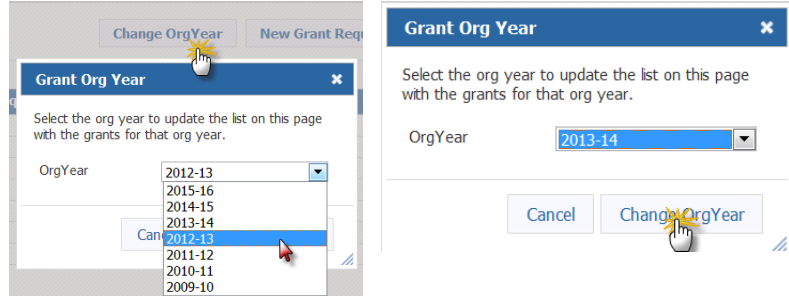 Change OrgYear
New Grant Requ
Grant Org Year
Select the org year to update the list on this page
with the grants for that org year.
OrgYear
2012-13
2015-16
2014-15
2013-14
2012-13
2011-12
2010-11
2009-10
Can
Grant Org Year
Select the org year to update the list on this page
with the grants for that org year.
OrgYear
2013-14
Cancel
Change OrgYear